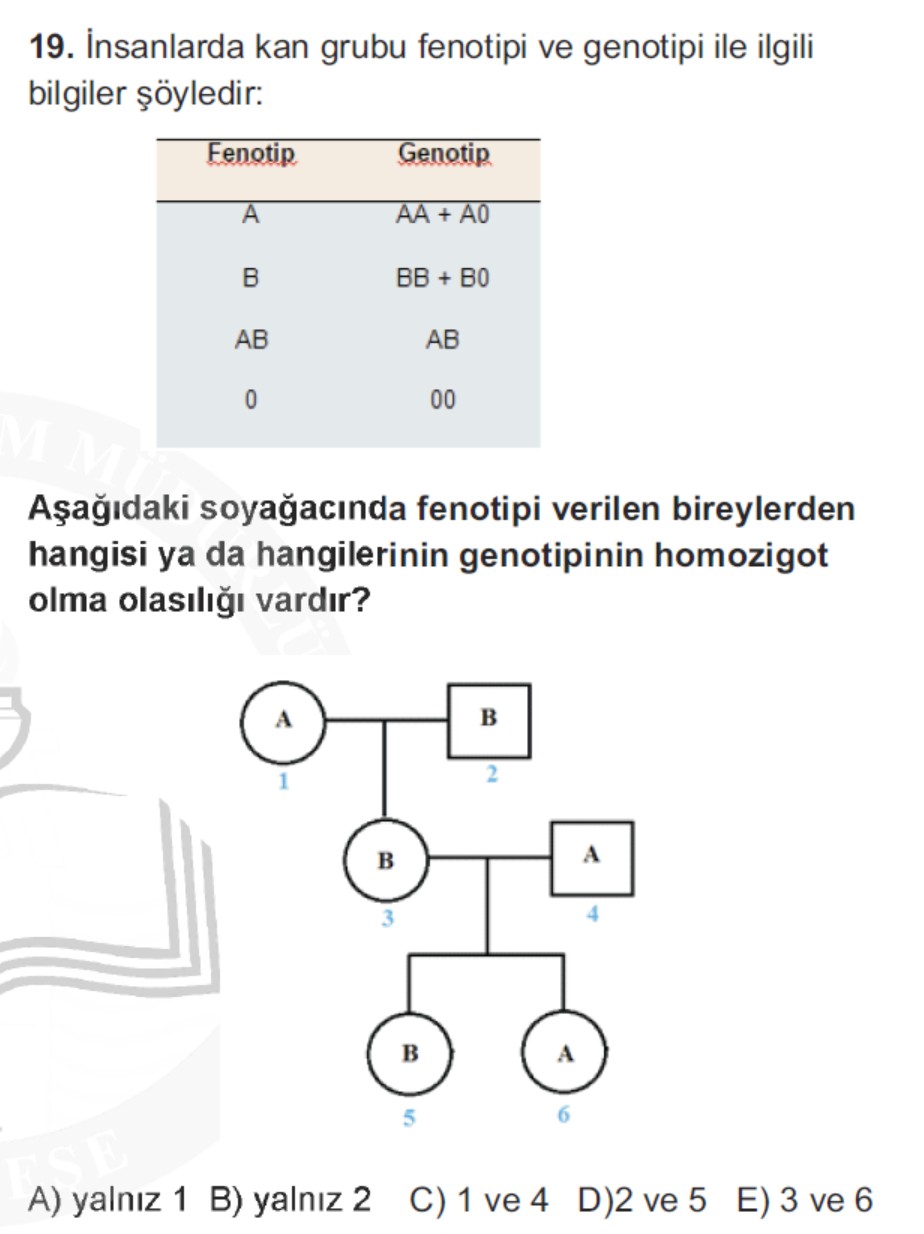 19. İnsanlarda kan grubu fenotipi ve genotipi ile ilgili
bilgiler şöyledir:
Fenotip Genotip
A AA + A0
B BB + B0
AB AB
0 00
Aşağıdaki soyağacında fenotipi verilen bireylerden
hangisi ya da hangilerinin genotipinin homozigot
olma olasılığı vardır?
A B
1 2
B A
3 4
B A
5 6
A) yalnız 1 B) yalnız 2 C) 1 ve 4 D)2 ve 5 E) 3 ve 6